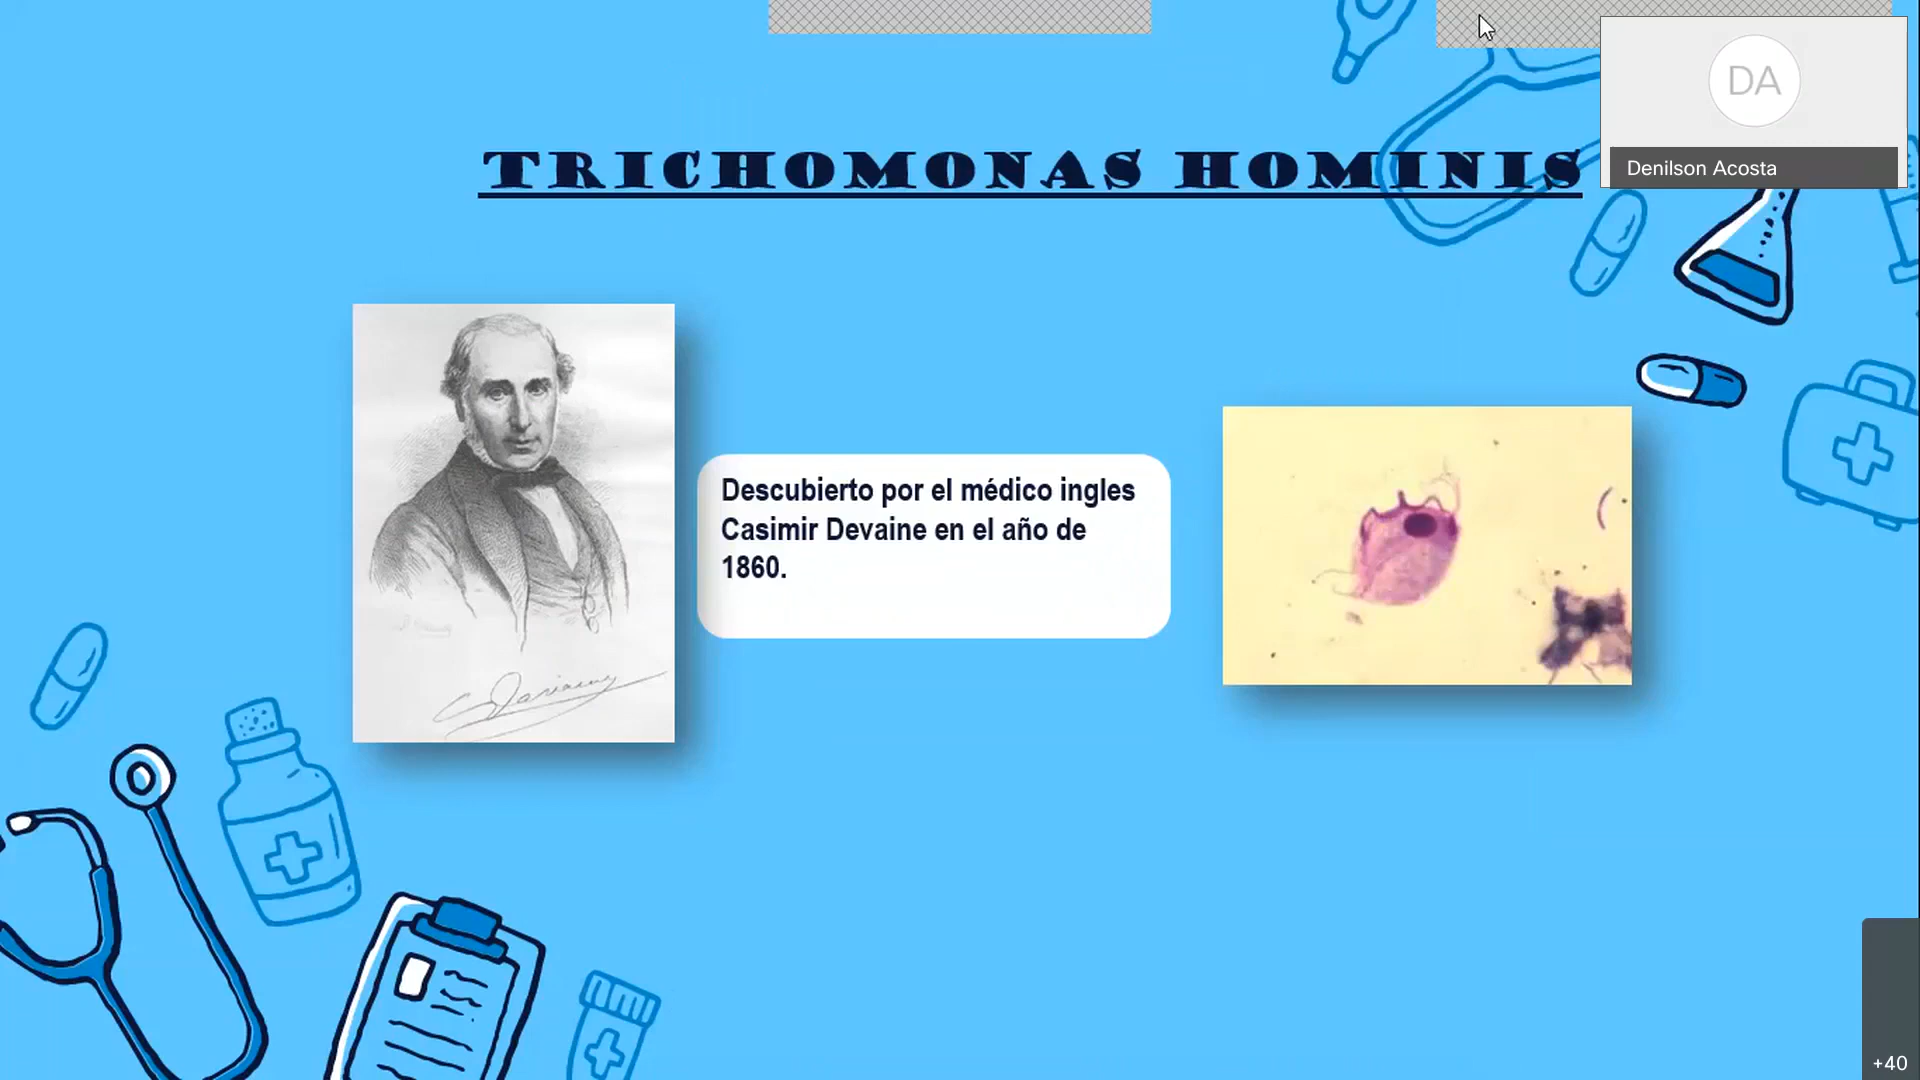 DA
Denilson Acosta
TRICHOMONAS HOMINIS
Descubierto por el médico ingles
Casimir Devaine en el año de
1860.
+40